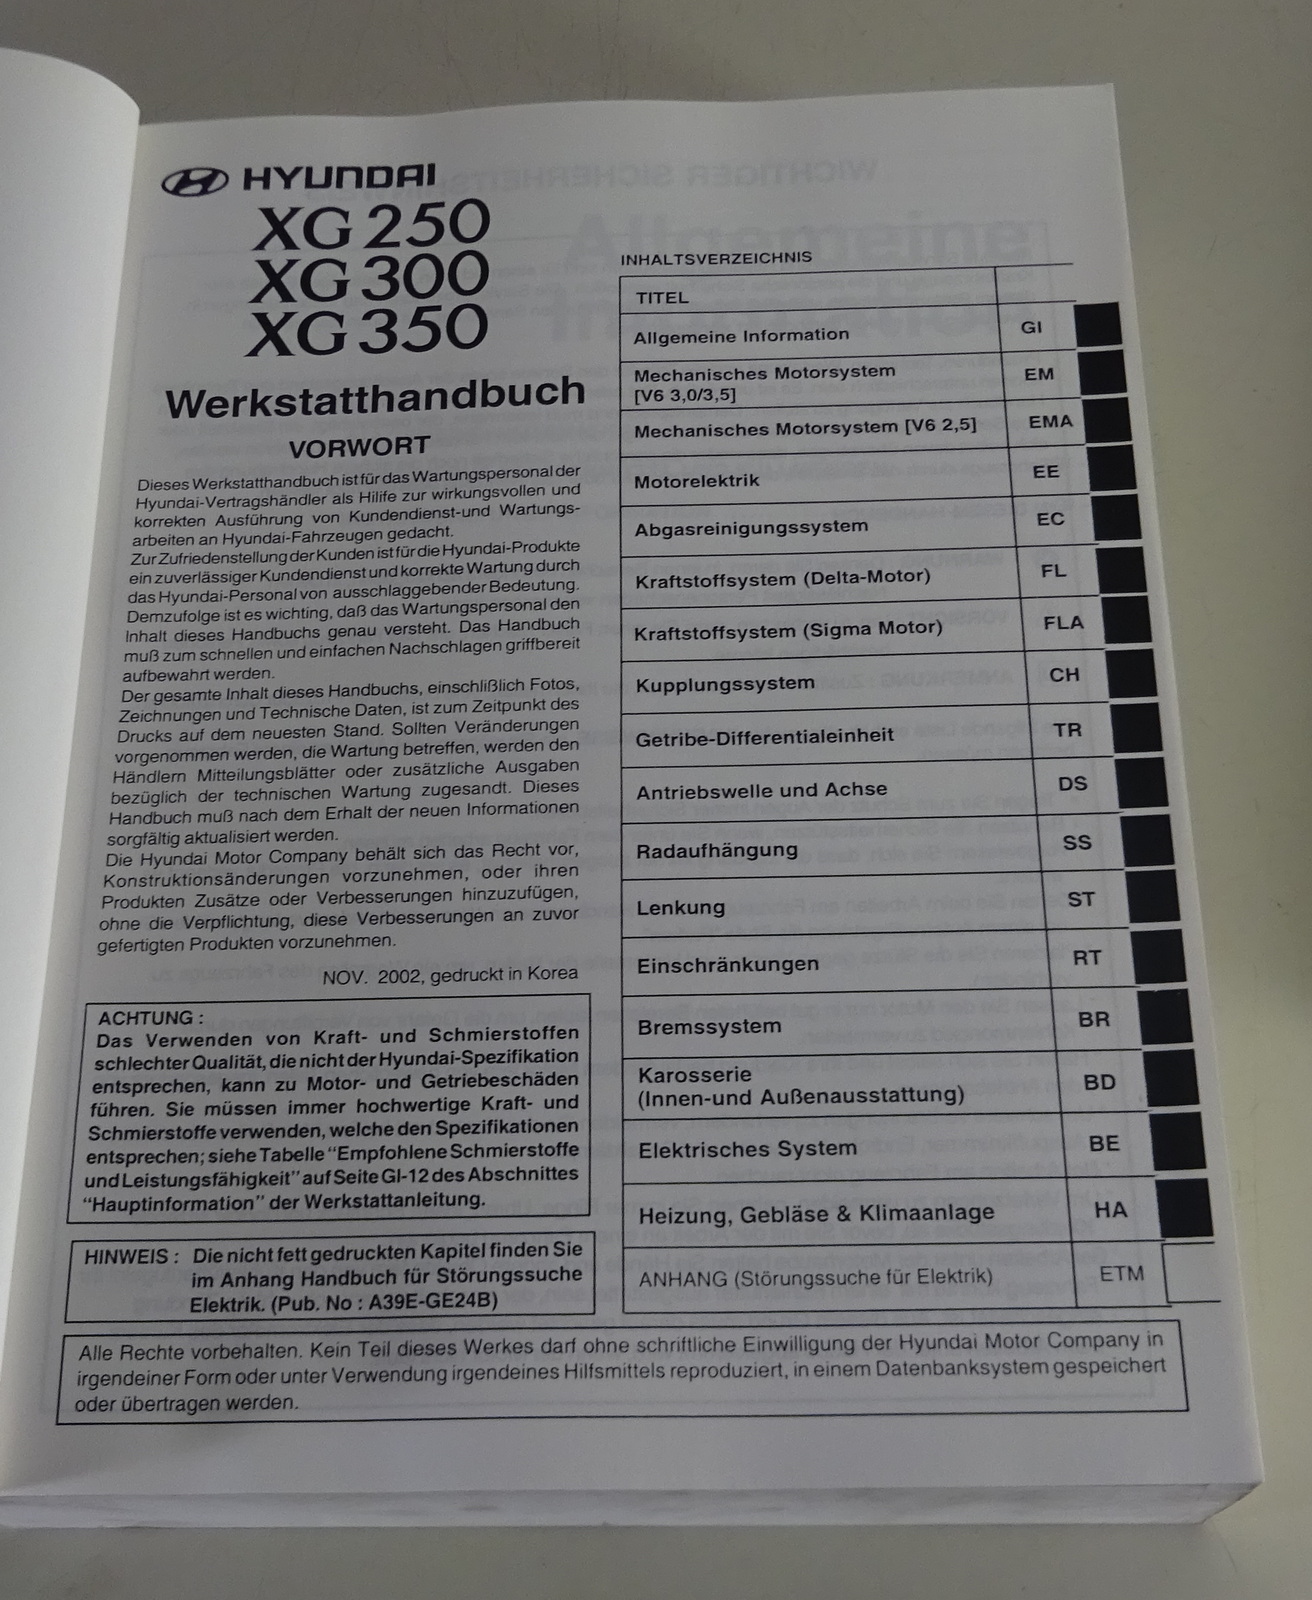 HYUNDAI
XG 250
XG 300
XG 350
Werkstatthandbuch
VORWORT
Dieses Werkstatthandbuch ist für das Wartungspersonal der
Hyundai-Vertragshändler als Hilife zur wirkungsvollen und
korrekten Ausführung von Kundendienst-und Wartungs-
arbeiten an Hyundai-Fahrzeugen gedacht.
Zur Zufriedenstellung der Kunden ist für die Hyundai-Produkte
ein zuverlässiger Kundendienst und korrekte Wartung durch
das Hyundai-Personal von ausschlaggebender Bedeutung.
Demzufolge ist es wichting, daß das Wartungspersonal den
Inhalt dieses Handbuchs genau versteht. Das Handbuch
muß zum schnellen und einfachen Nachschlagen griffbereit
aufbewahrt werden.
Der gesamte Inhalt dieses Handbuchs, einschlißlich Fotos,
Zeichnungen und Technische Daten, ist zum Zeitpunkt des
Drucks auf dem neuesten Stand. Sollten Veränderungen
vorgenommen werden, die Wartung betreffen, werden den
Händlern Mitteilungsblätter oder zusätzliche Ausgaben
bezüglich der technischen Wartung zugesandt. Dieses
Handbuch muß nach dem Erhalt der neuen Informationen
sorgfältig aktualisiert werden.
Die Hyundai Motor Company behält sich das Recht vor,
Konstruktionsänderungen vorzunehmen, oder ihren
Produkten Zusätze oder Verbesserungen hinzuzufügen,
ohne die Verpflichtung, diese Verbesserungen an zuvor
gefertigten Produkten vorzunehmen.
NOV. 2002, gedruckt in Korea
ACHTUNG :
Das Verwenden von Kraft- und Schmierstoffen
schlechter Qualität, die nicht der Hyundai-Spezifikation
entsprechen, kann zu Motor- und Getriebeschäden
führen. Sie müssen immer hochwertige Kraft- und
Schmierstoffe verwenden, welche den Spezifikationen
entsprechen; siehe Tabelle “Empfohlene Schmierstoffe
und Leistungsfähigkeit” auf Seite GI-12 des Abschnittes
“Hauptinformation” der Werkstattanleitung.
HINWEIS : Die nicht fett gedruckten Kapitel finden Sie
im Anhang Handbuch für Störungssuche
Elektrik. (Pub. No : A39E-GE24B)
INHALTSVERZEICHNIS
TITEL
Allgemeine Information GI
Mechanisches Motorsystem
[V6 3,0/3,5] EM
Mechanisches Motorsystem [V6 2,5] EMA
Motorelektrik EE
Abgasreinigungssystem EC
Kraftstoffsystem (Delta-Motor) FL
Kraftstoffsystem (Sigma Motor) FLA
Kupplungssystem CH
Getribe-Differentialeinheit TR
Antriebswelle und Achse DS
Radaufhängung SS
Lenkung ST
Einschränkungen RT
Bremssystem BR
Karosserie
(Innen-und Außenausstattung) BD
Elektrisches System BE
Heizung, Gebläse & Klimaanlage HA
ANHANG (Störungssuche für Elektrik) ETM
Alle Rechte vorbehalten. Kein Teil dieses Werkes darf ohne schriftliche Einwilligung der Hyundai Motor Company in
irgendeiner Form oder unter Verwendung irgendeines Hilfsmittels reproduziert, in einem Datenbanksystem gespeichert
oder übertragen werden.